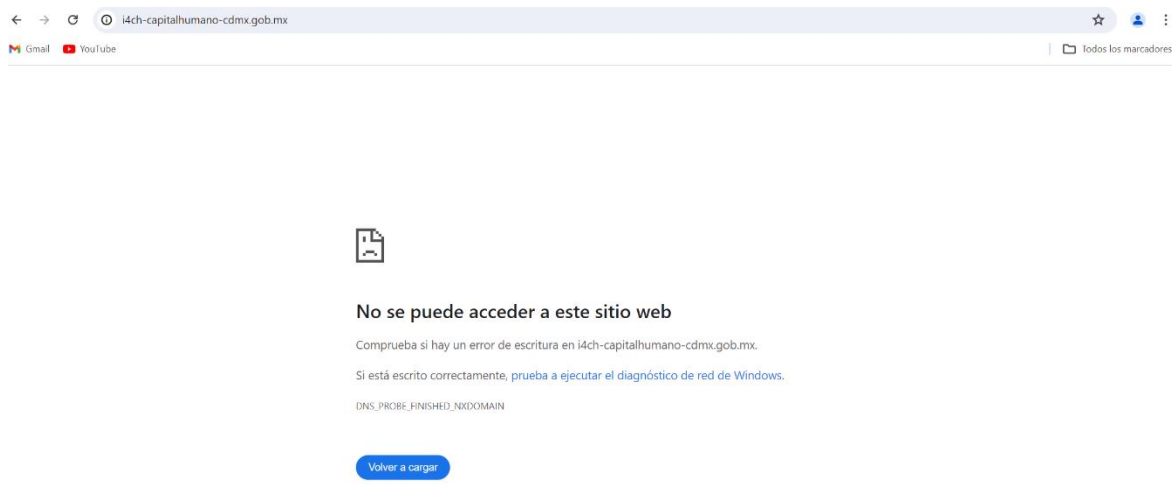 i4ch-capitalhumano-cdmx.gob.mx
Gmail YouTube Todos los marcadores
No se puede acceder a este sitio web
Comprueba si hay un error de escritura en i4ch-capitalhumano-cdmx.gob.mx.
Si está escrito correctamente, prueba a ejecutar el diagnóstico de red de Windows.
DNS_PROBE_FINISHED_NXDOMAIN
Volver a cargar